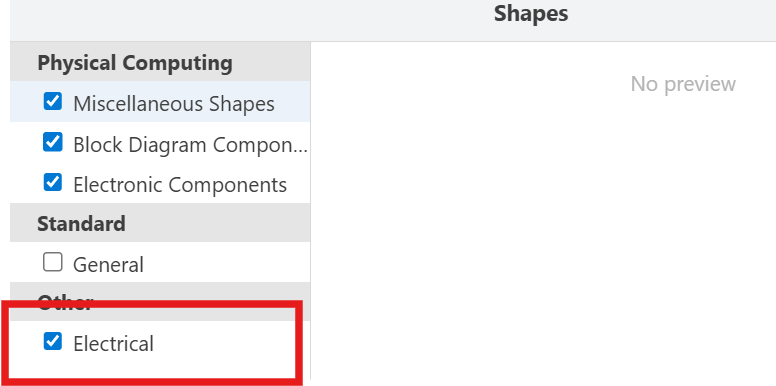 Shapes
Physical Computing
No preview
Miscellaneous Shapes
Block Diagram Compon...
Electronic Components
Standard
General
Other
Electrical